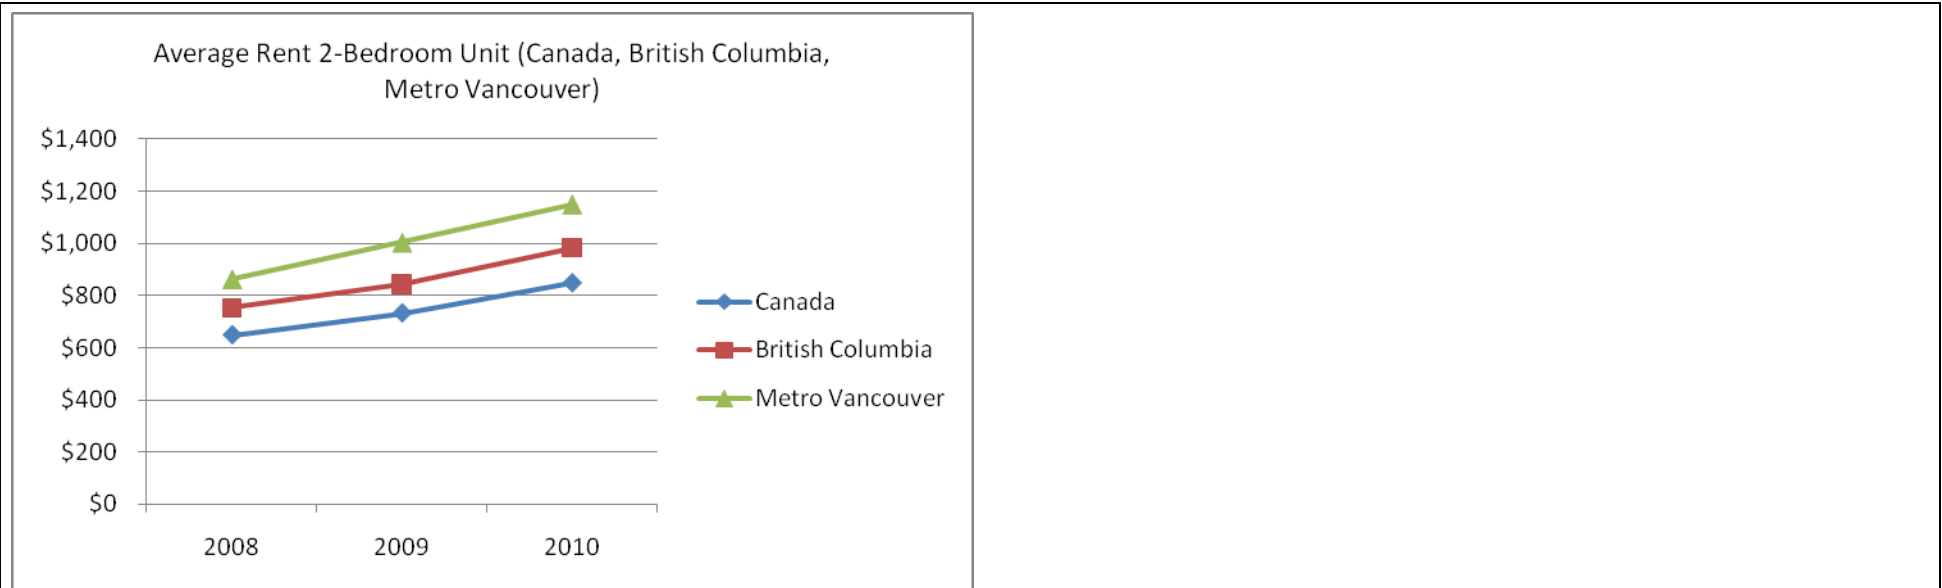 Average Rent 2-Bedroom Unit (Canada, British Columbia,
Metro Vancouver)
$1,400
$1,200
$1,000
$800
$600
$400
$200
$0
2008 2009 2010
Canada
British Columbia
Metro Vancouver